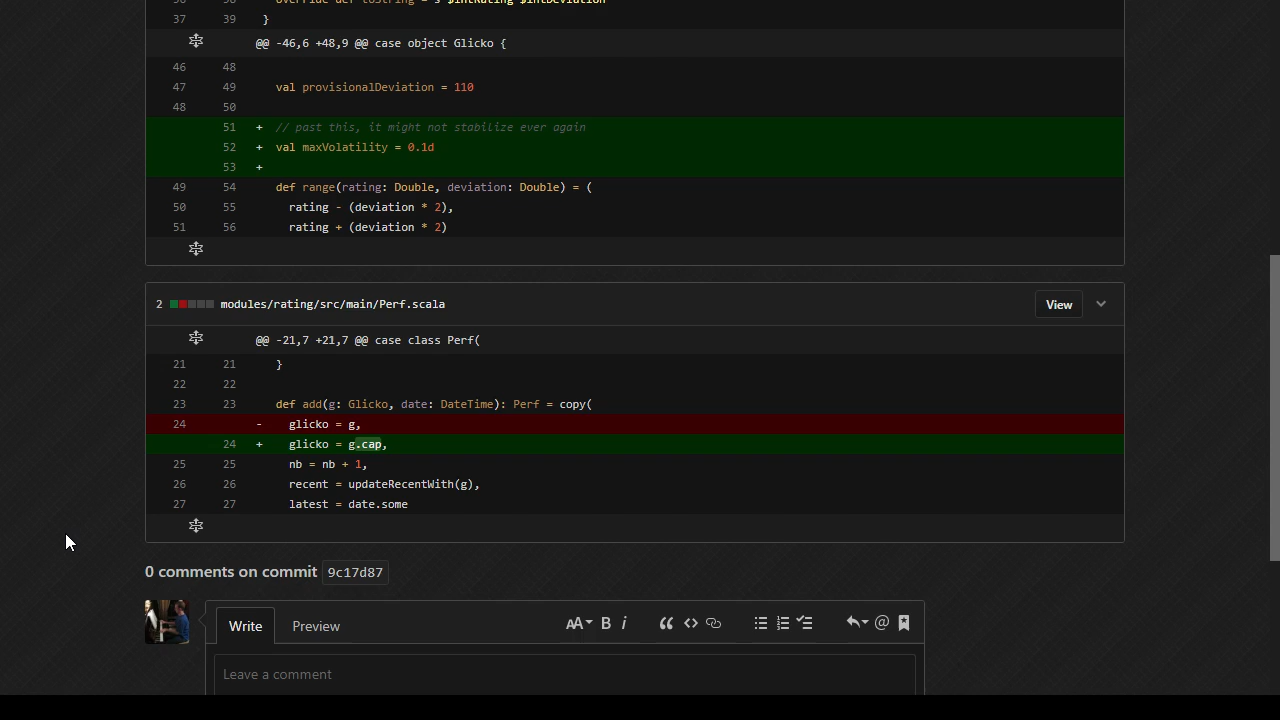 37 39 }
@@ -46,6 +48,9 @@ case object Glicko {
46 48
47 49 val provisionalDeviation = 110
48 50
51 + // past this, it might not stabilize ever again
52 + val maxVolatility = 0.1d
53 +
49 54 def range(rating: Double, deviation: Double) = (
50 55 rating - (deviation * 2),
51 56 rating + (deviation * 2)
2 modules/rating/src/main/Perf.scala View
@@ -21,7 +21,7 @@ case class Perf(
21 21 }
22 22
23 23 def add(g: Glicko, date: DateTime): Perf = copy(
24 - glicko = g,
24 + glicko = g.cap,
25 25 nb = nb + 1,
26 26 recent = updateRecentWith(g),
27 27 latest = date.some
0 comments on commit 9c17d87
Write Preview AA B i @
Leave a comment